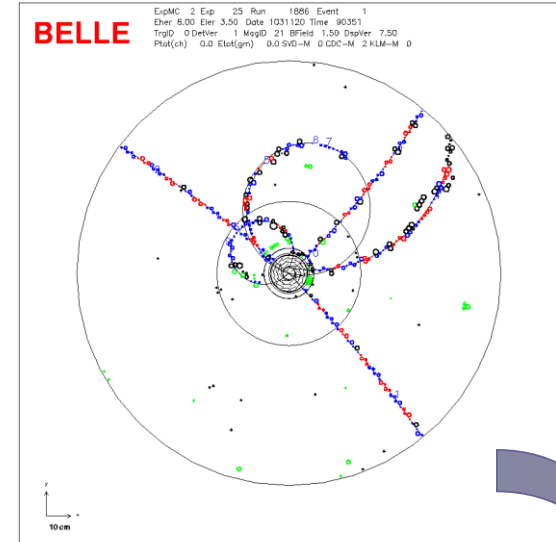 BELLE
ExpMC 2 Exp 25 Run 1886 Event 1
Eher 8.00 Eler 3.50 Date 1031120 Time 90351
TrgID 0 DetVer 1 MagID 21 BField 1.50 DspVer 7.50
Ptot(ch) 0.0 Etot(gm) 0.0 SVD-M 0 CDC-M 2 KLM-M 0
y
x
10 cm